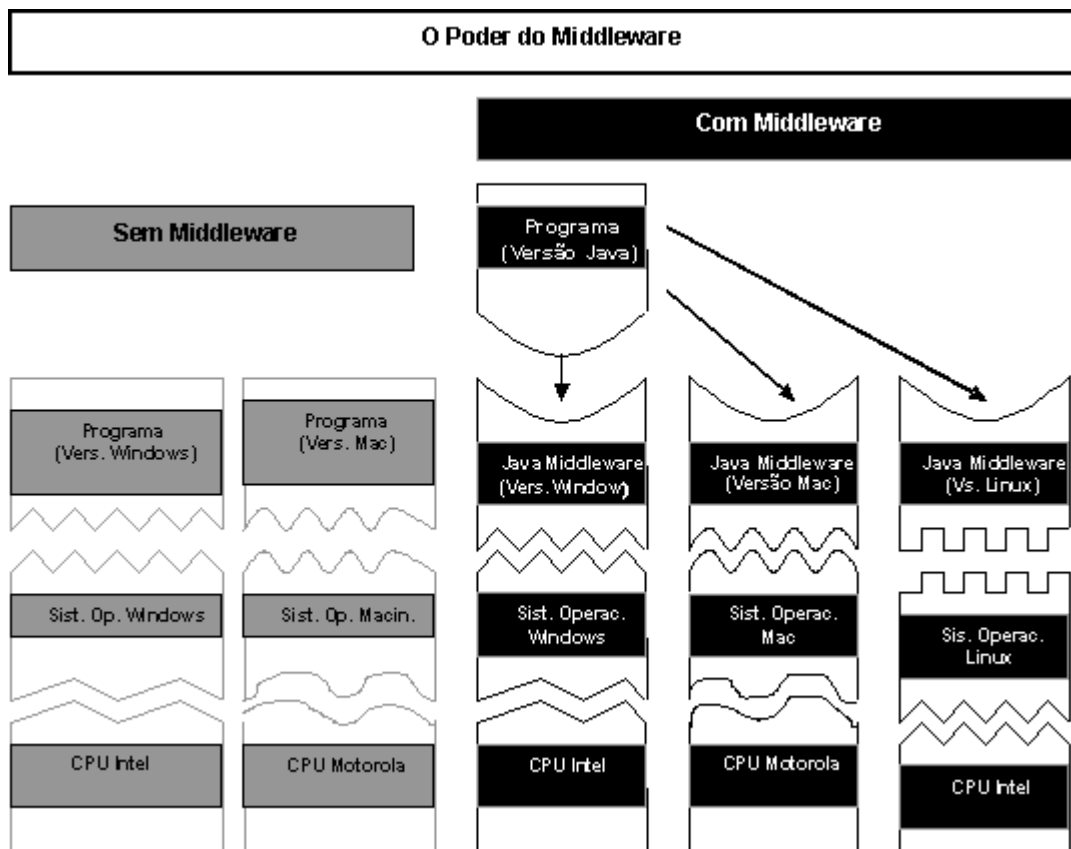 O Poder do Middleware
Com Middleware
Sem Middleware
Programa
(Versão Java)
Programa
(Vers. Windows)
Programa
(Vers. Mac)
Java Middleware
(Vers.Window)
Java Middleware
(Versão Mac)
Java Middleware
(Vs. Linux)
Sist. Op. Windows
Sist. Op. Macin.
Sist. Operac.
Windows
Sist. Operac.
Mac
Sis. Operac.
Linux
CPU Intel
CPU Motorola
CPU Intel
CPU Motorola
CPU Intel